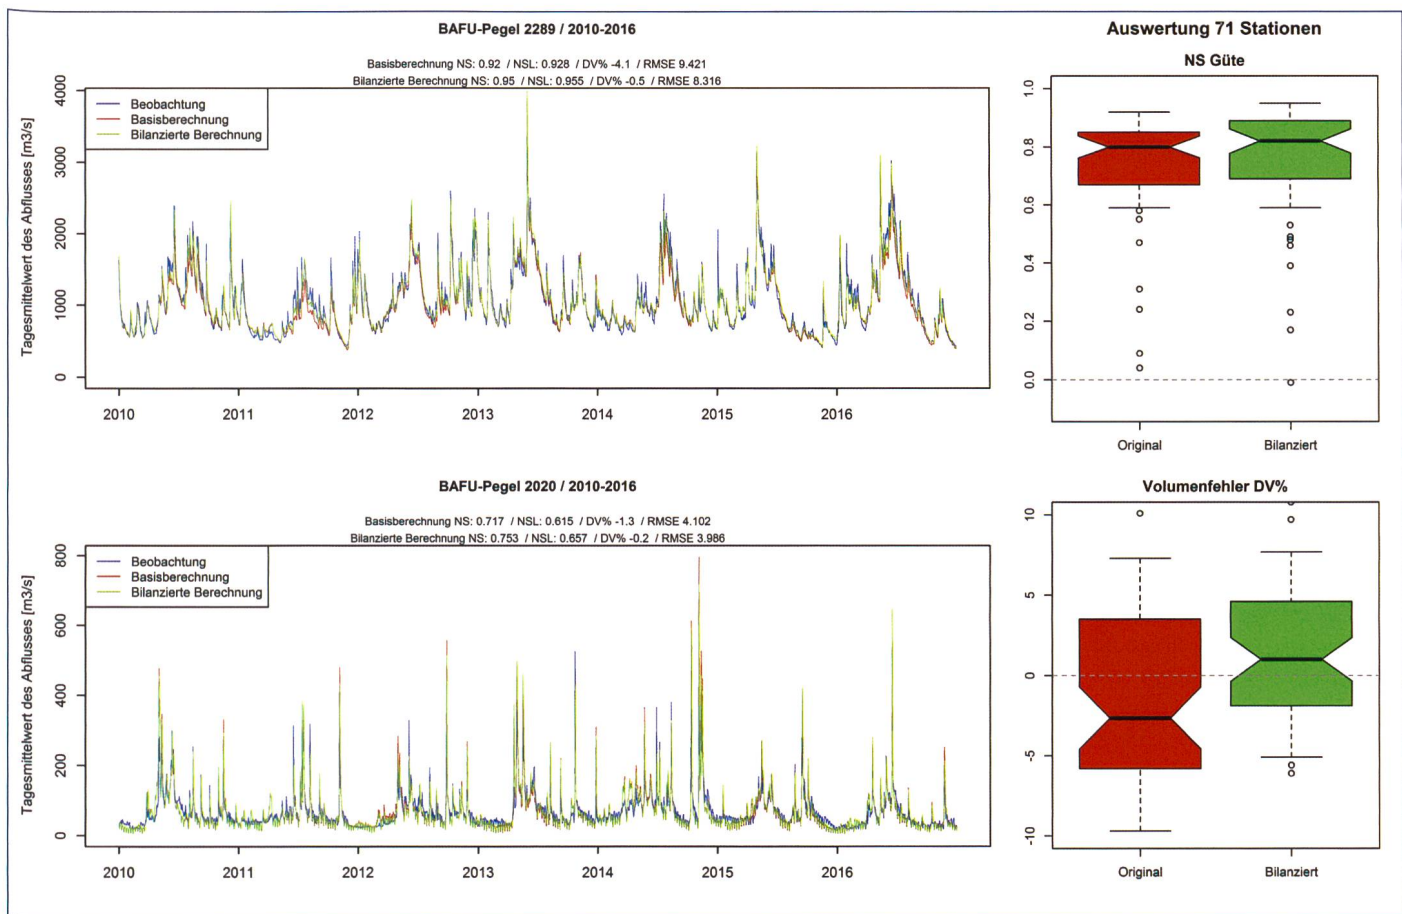 BAFU-Pegel 2289 / 2010-2016
Basisberechnung NS: 0.92 / NSL: 0.928 / DV% -4.1 / RMSE 9.421
Bilanzierte Berechnung NS: 0.95 / NSL: 0.955 / DV% -0.5 / RMSE 8.316
Tagesmittelwert des Abflusses [m3/s]
4000
3000
2000
1000
0
Beobachtung
Basisberechnung
Bilanzierte Berechnung
2010 2011 2012 2013 2014 2015 2016
Auswertung 71 Stationen
NS Güte
1.0
0.8
0.6
0.4
0.2
0.0
Original Bilanziert
BAFU-Pegel 2020 / 2010-2016
Basisberechnung NS: 0.717 / NSL: 0.615 / DV% -1.3 / RMSE 4.102
Bilanzierte Berechnung NS: 0.753 / NSL: 0.657 / DV% -0.2 / RMSE 3.986
Tagesmittelwert des Abflusses [m3/s]
800
600
400
200
0
Beobachtung
Basisberechnung
Bilanzierte Berechnung
2010 2011 2012 2013 2014 2015 2016
Volumenfehler DV%
10
5
0
-5
-10
Original Bilanziert